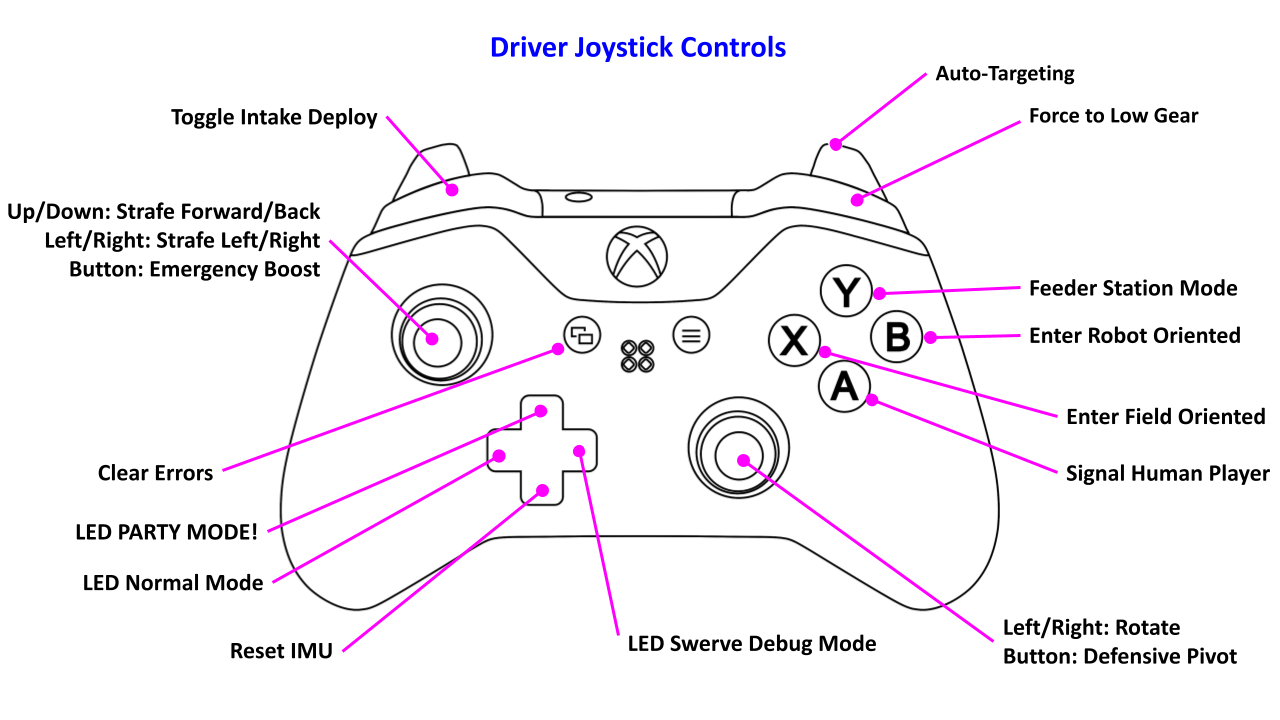 Driver Joystick Controls
Auto-Targeting
Toggle Intake Deploy
Force to Low Gear
Up/Down: Strafe Forward/Back
Left/Right: Strafe Left/Right
Button: Emergency Boost
Y
Feeder Station Mode
X
B
Enter Robot Oriented
A
Enter Field Oriented
Clear Errors
Signal Human Player
LED PARTY MODE!
LED Normal Mode
Reset IMU
LED Swerve Debug Mode
Left/Right: Rotate
Button: Defensive Pivot